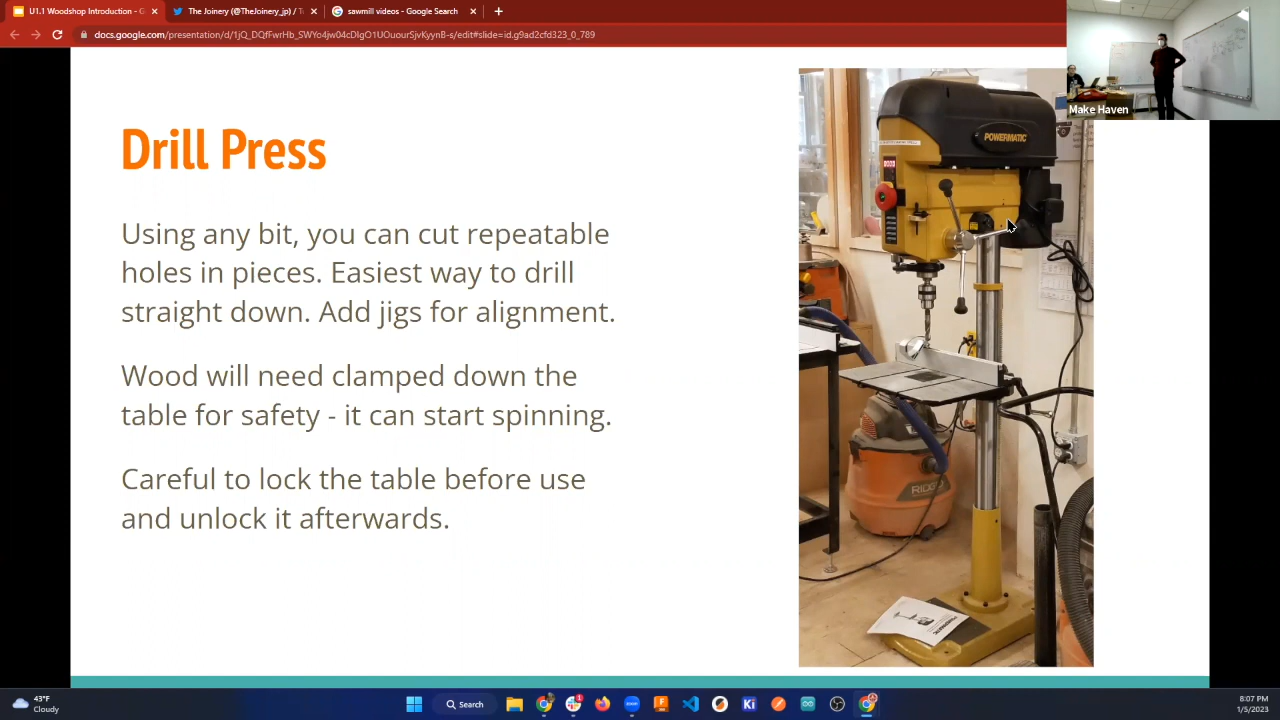 U1.1 Woodshop Introduction - G
The Joinery (@TheJoinery_jp) / T
sawmill videos - Google Search
docs.google.com/presentation/d/1jQ_DQfFwrHb_SWYo4jw04cDIgO1UOuourSjvKyynB-s/edit#slide=id.g9ad2cfd323_0_789
Make Haven
Drill Press
Using any bit, you can cut repeatable
holes in pieces. Easiest way to drill
straight down. Add jigs for alignment.
Wood will need clamped down the
table for safety - it can start spinning.
Careful to lock the table before use
and unlock it afterwards.
POWERMATIC
RIDGID
POWERMATIC
43°F
Cloudy
Search
8:07 PM
1/5/2023